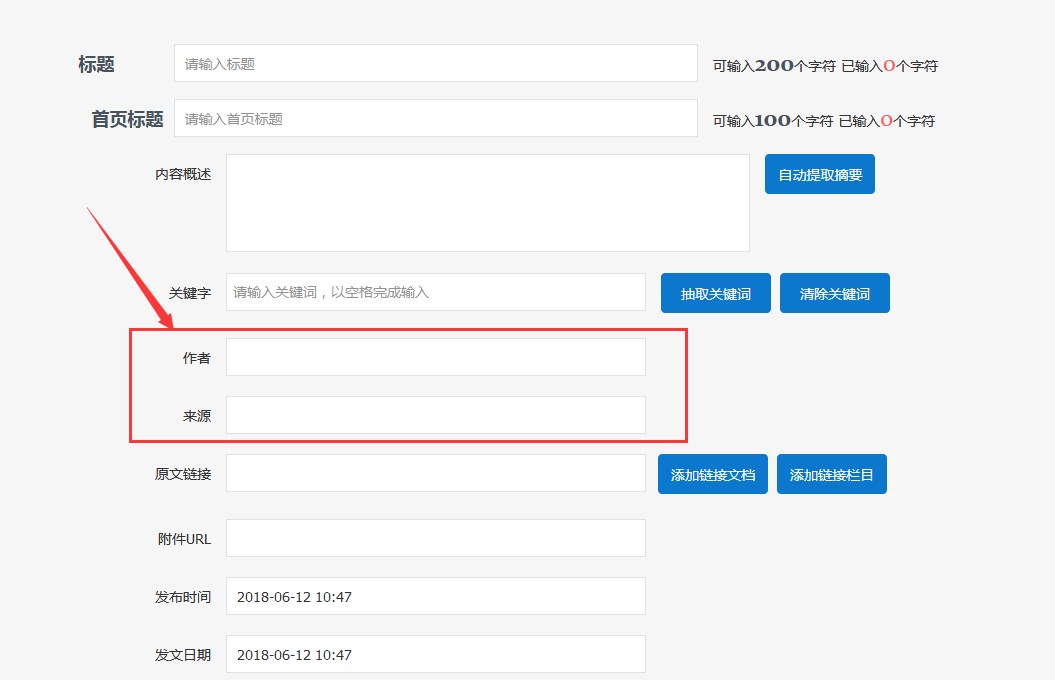 标题 请输入标题 可输入200个字符 已输入0个字符
首页标题 请输入首页标题 可输入100个字符 已输入0个字符
内容概述 自动提取摘要
关键字 请输入关键词，以空格完成输入 抽取关键词 清除关键词
作者
来源
原文链接 添加链接文档 添加链接栏目
附件URL
发布时间 2018-06-12 10:47
发文日期 2018-06-12 10:47